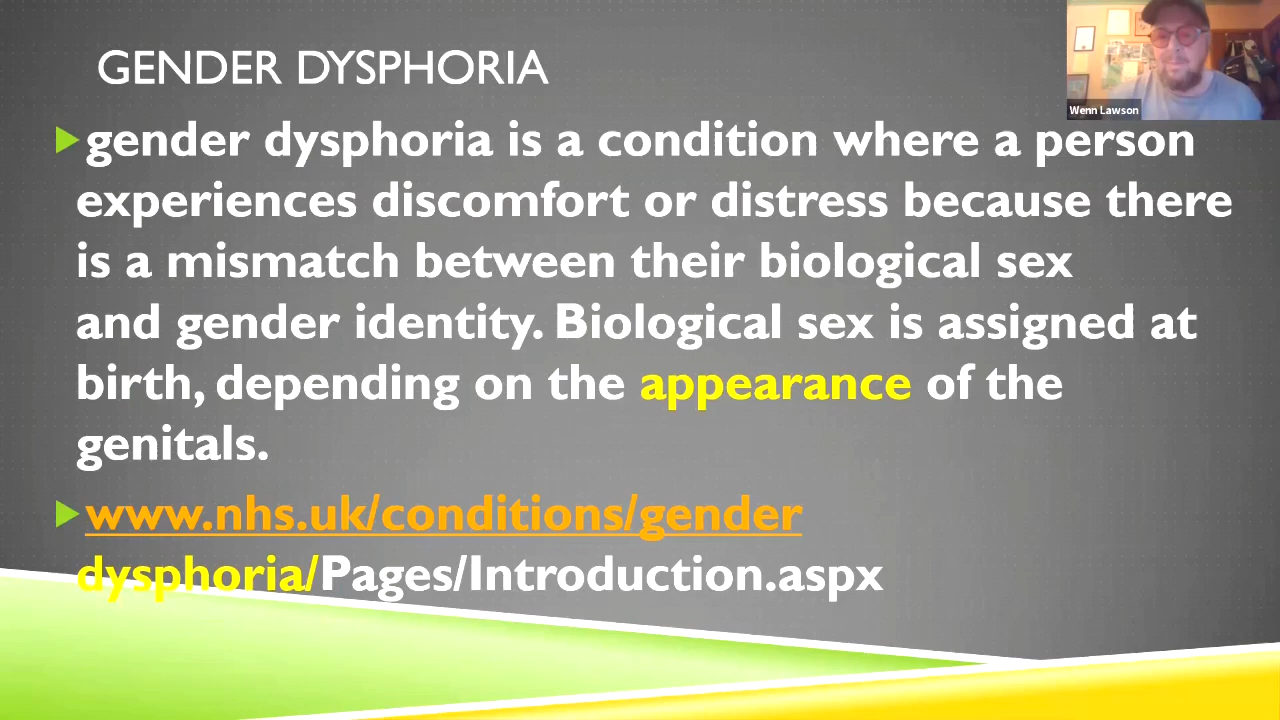 GENDER DYSPHORIA
Wenn Lawson
gender dysphoria is a condition where a person
experiences discomfort or distress because there
is a mismatch between their biological sex
and gender identity. Biological sex is assigned at
birth, depending on the appearance of the
genitals.
www.nhs.uk/conditions/gender
dysphoria/Pages/Introduction.aspx